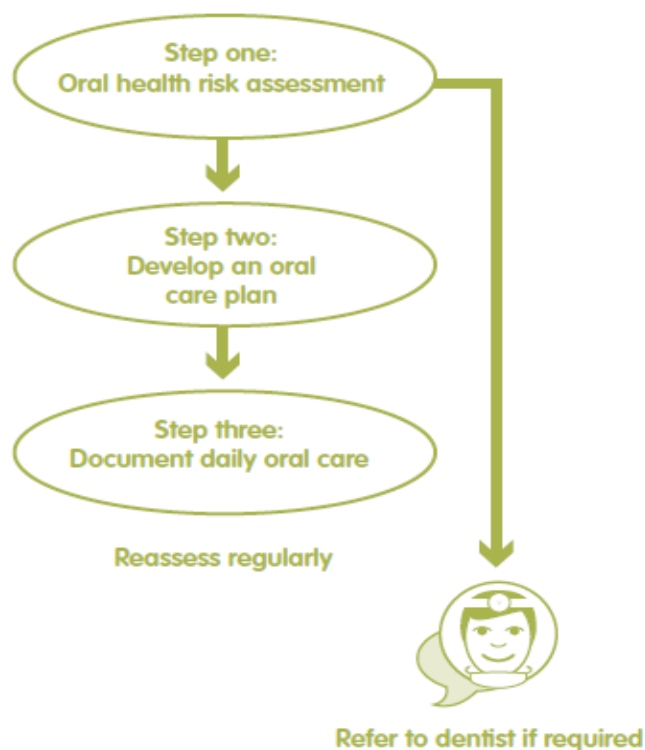 Step one:
Oral health risk assessment
Step two:
Develop an oral
care plan
Step three:
Document daily oral care
Reassess regularly
Refer to dentist if required